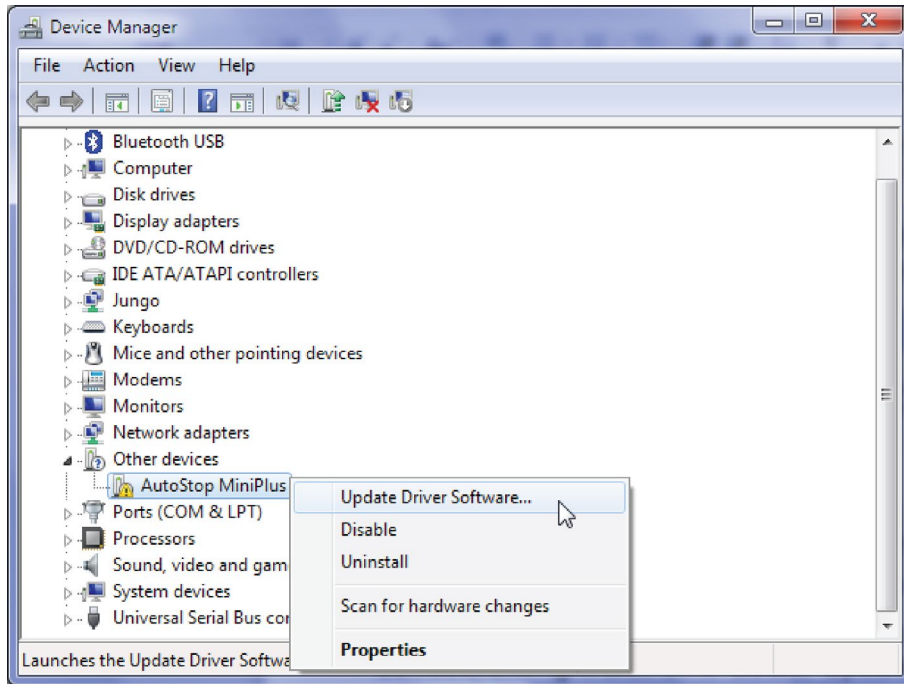 Device Manager
File Action View Help
Bluetooth USB
Computer
Disk drives
Display adapters
DVD/CD-ROM drives
IDE ATA/ATAPI controllers
Jungo
Keyboards
Mice and other pointing devices
Modems
Monitors
Network adapters
Other devices
AutoStop MiniPlus
Ports (COM & LPT)
Processors
Sound, video and gam
System devices
Universal Serial Bus cor
Update Driver Software...
Disable
Uninstall
Scan for hardware changes
Properties
Launches the Update Driver Softwa